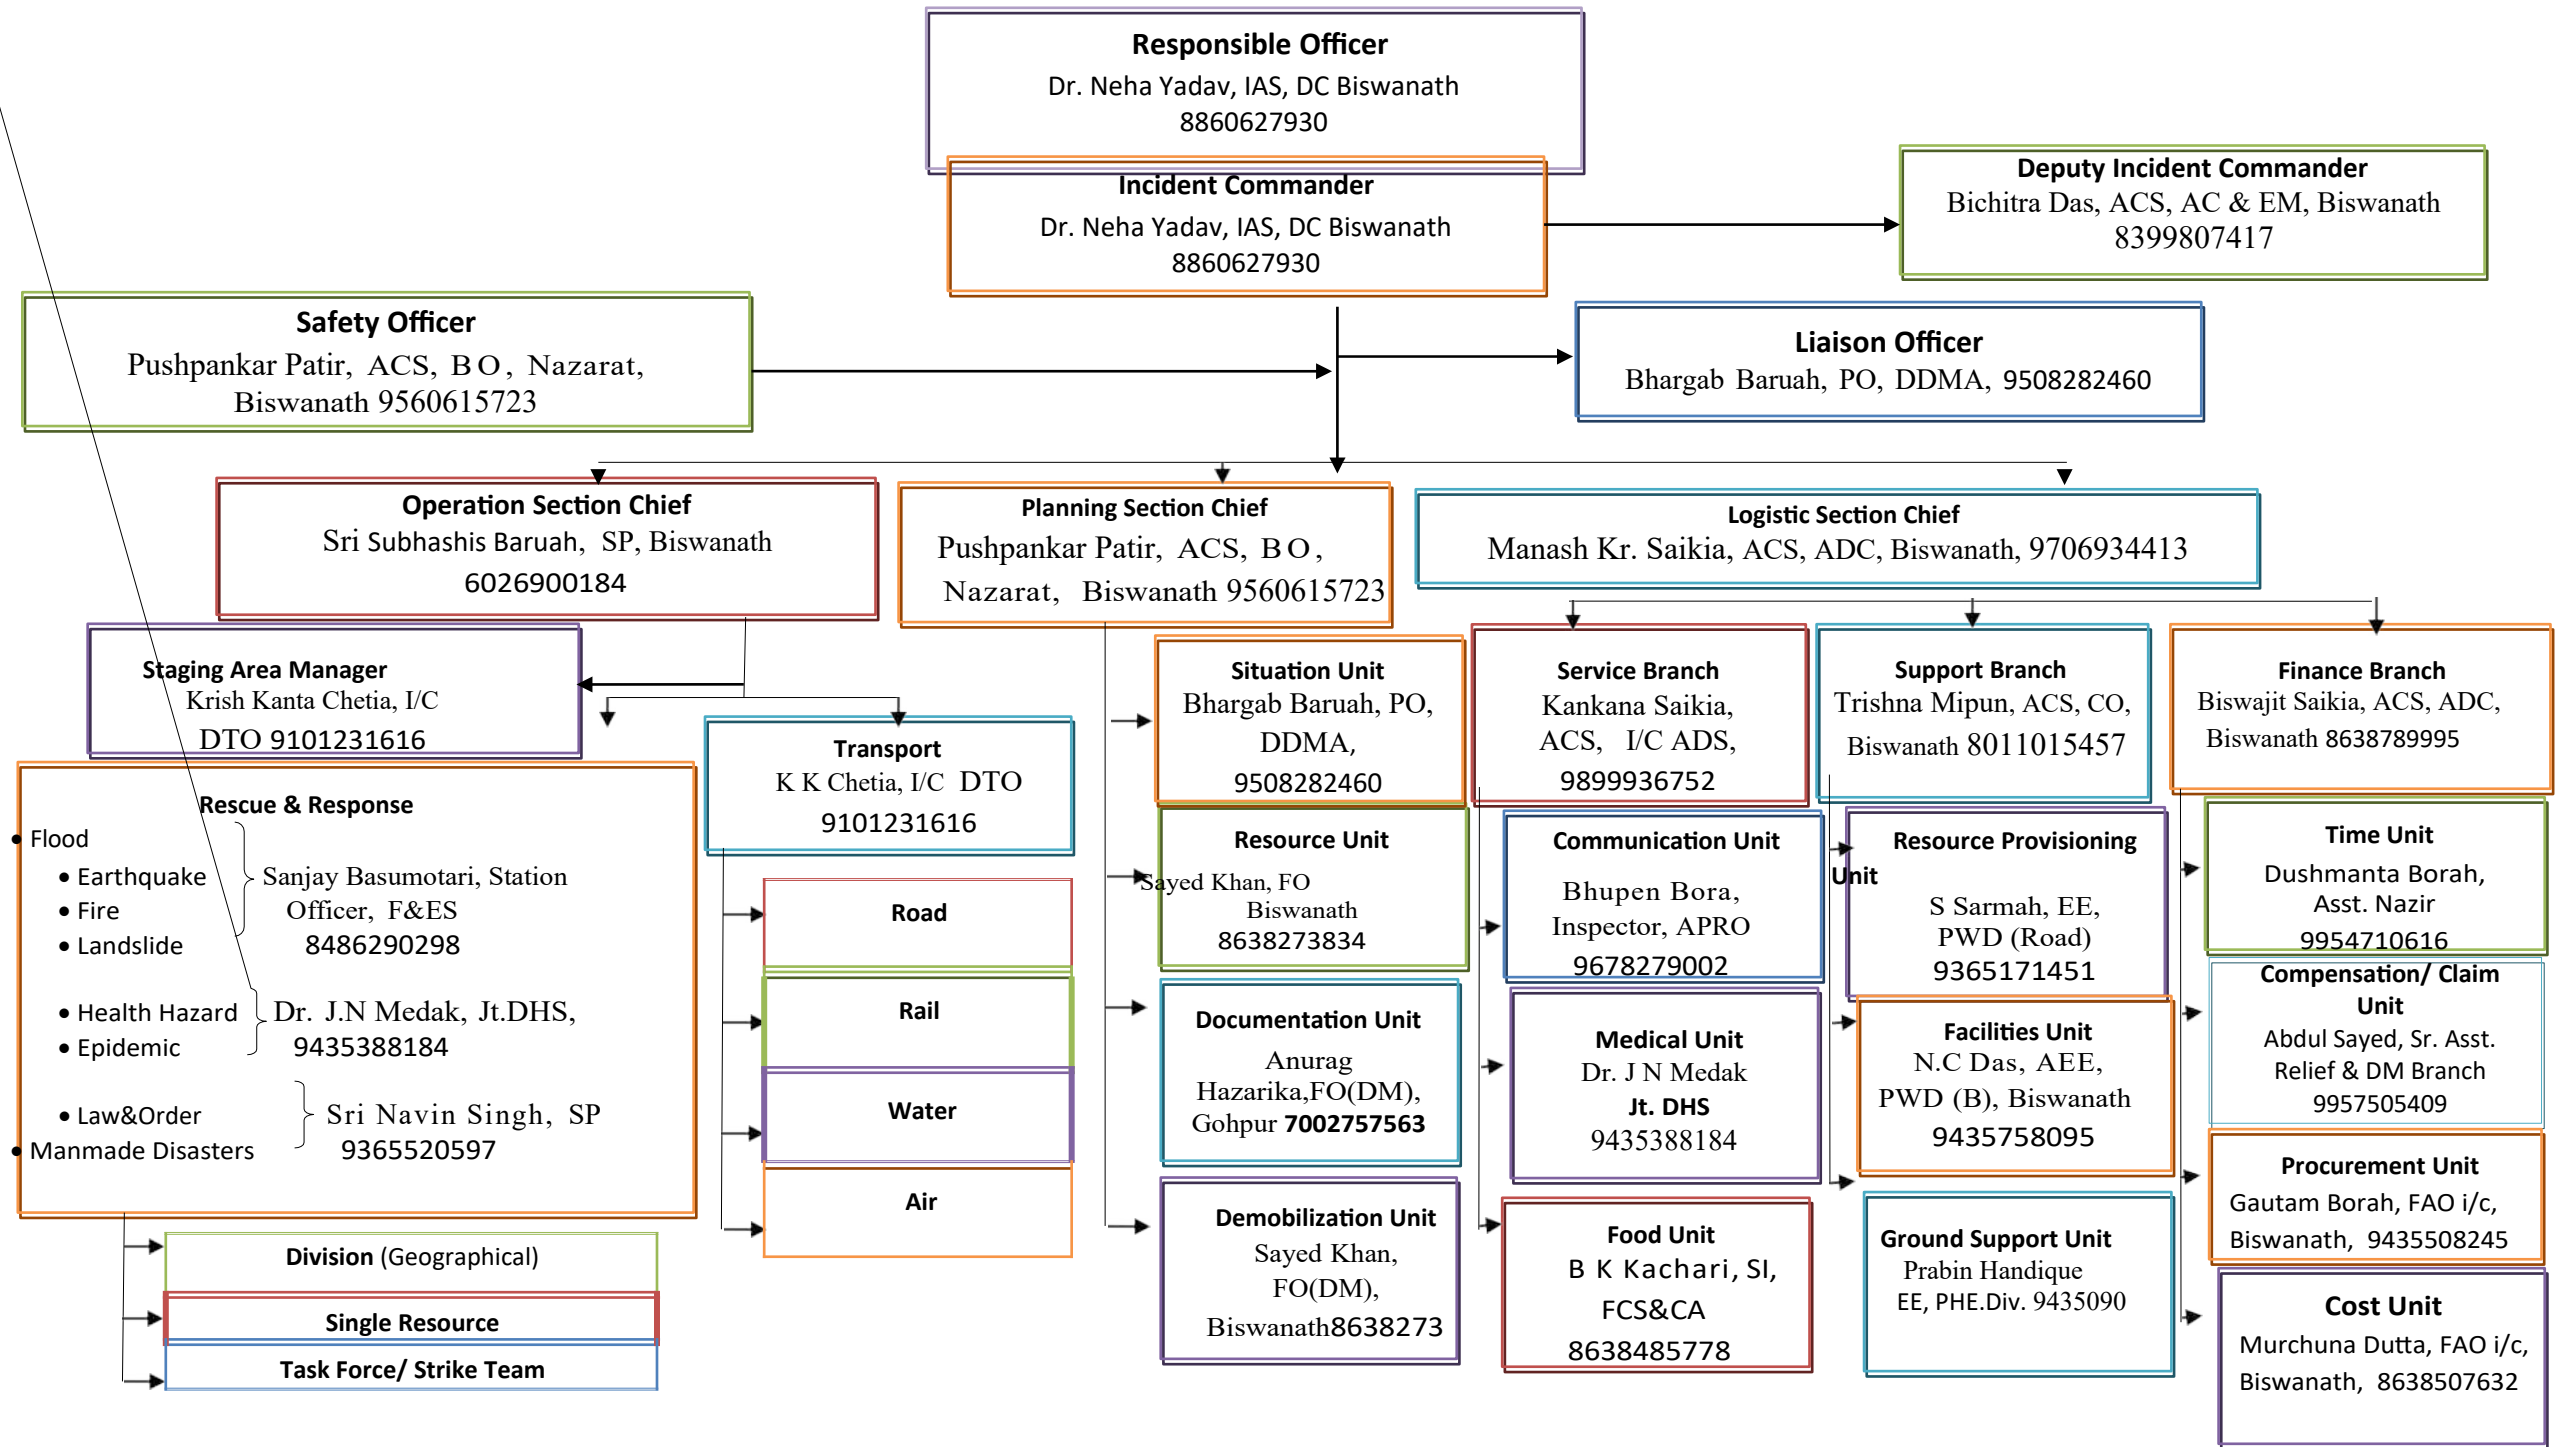 Responsible Officer
Dr. Neha Yadav, IAS, DC Biswanath
8860627930
Incident Commander
Dr. Neha Yadav, IAS, DC Biswanath
8860627930
Deputy Incident Commander
Bichitra Das, ACS, AC & EM, Biswanath
8399807417
Safety Officer
Pushpankar Patir, ACS, BO, Nazarat,
Biswanath 9560615723
Liaison Officer
Bhargab Baruah, PO, DDMA, 9508282460
Operation Section Chief
Sri Subhashis Baruah, SP, Biswanath
6026900184
Planning Section Chief
Pushpankar Patir, ACS, BO,
Nazarat, Biswanath 9560615723
Logistic Section Chief
Manash Kr. Saikia, ACS, ADC, Biswanath, 9706934413
Staging Area Manager
Krish Kanta Chetia, I/C
DTO 9101231616
Transport
K K Chetia, I/C DTO
9101231616
Rescue & Response
• Flood
• Earthquake
• Fire
• Landslide
Sanjay Basumotari, Station
Officer, F&ES
8486290298
• Health Hazard
• Epidemic
Dr. J.N Medak, Jt.DHS,
9435388184
• Law&Order
• Manmade Disasters
Sri Navin Singh, SP
9365520597
Division (Geographical)
Single Resource
Task Force/ Strike Team
Road
Rail
Water
Air
Situation Unit
Bhargab Baruah, PO,
DDMA,
9508282460
Resource Unit
Sayed Khan, FO
Biswanath
8638273834
Documentation Unit
Anurag
Hazarika,FO(DM),
Gohpur 7002757563
Demobilization Unit
Sayed Khan,
FO(DM),
Biswanath8638273
Service Branch
Kankana Saikia,
ACS, I/C ADS,
9899936752
Communication Unit
Bhupen Bora,
Inspector, APRO
9678279002
Medical Unit
Dr. J N Medak
Jt. DHS
9435388184
Food Unit
B K Kachari, SI,
FCS&CA
8638485778
Support Branch
Trishna Mipun, ACS, CO,
Biswanath 8011015457
Resource Provisioning
Unit
S Sarmah, EE,
PWD (Road)
9365171451
Facilities Unit
N.C Das, AEE,
PWD (B), Biswanath
9435758095
Ground Support Unit
Prabin Handique
EE, PHE.Div. 9435090
Finance Branch
Biswajit Saikia, ACS, ADC,
Biswanath 8638789995
Time Unit
Dushmanta Borah,
Asst. Nazir
9954710616
Compensation/ Claim
Unit
Abdul Sayed, Sr. Asst.
Relief & DM Branch
9957505409
Procurement Unit
Gautam Borah, FAO i/c,
Biswanath, 9435508245
Cost Unit
Murchuna Dutta, FAO i/c,
Biswanath, 8638507632